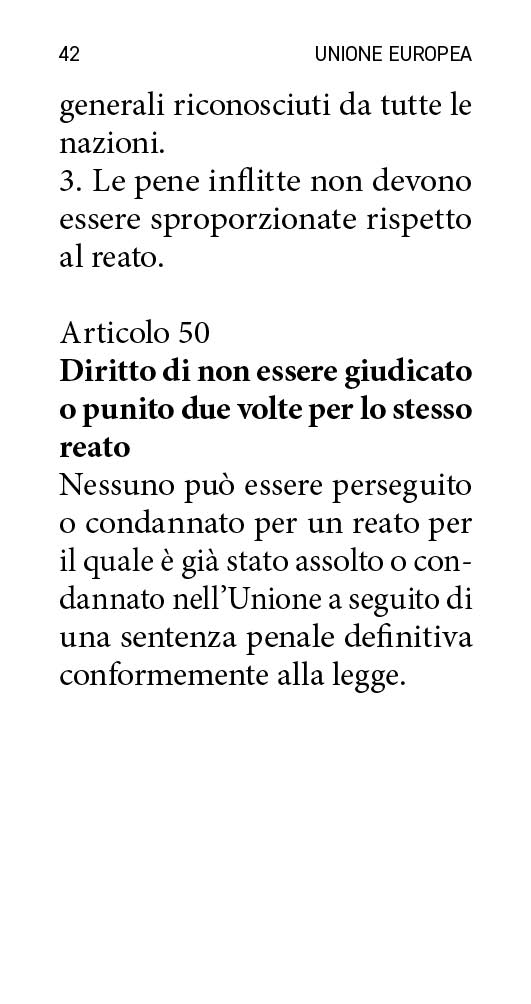 42 UNIONE EUROPEA
generali riconosciuti da tutte le
nazioni.
3. Le pene inflitte non devono
essere sproporzionate rispetto
al reato.
Articolo 50
Diritto di non essere giudicato
o punito due volte per lo stesso
reato
Nessuno può essere perseguito
o condannato per un reato per
il quale è già stato assolto o con-
dannato nell’Unione a seguito di
una sentenza penale definitiva
conformemente alla legge.